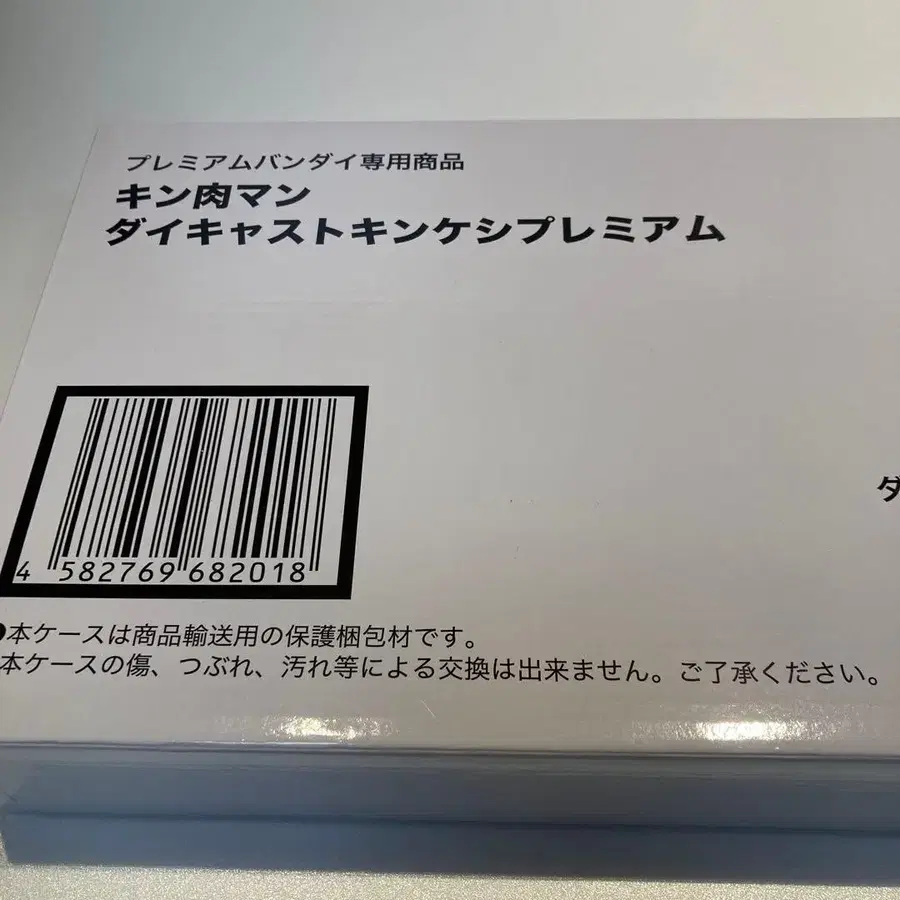 プレミアムバンダイ専用商品
キン肉マン
ダイキャストキンケシプレミアム
ダ
4 582769 682018
●本ケースは商品輸送用の保護梱包材です。
本ケースの傷、つぶれ、汚れ等による交換は出来ません。ご了承ください。